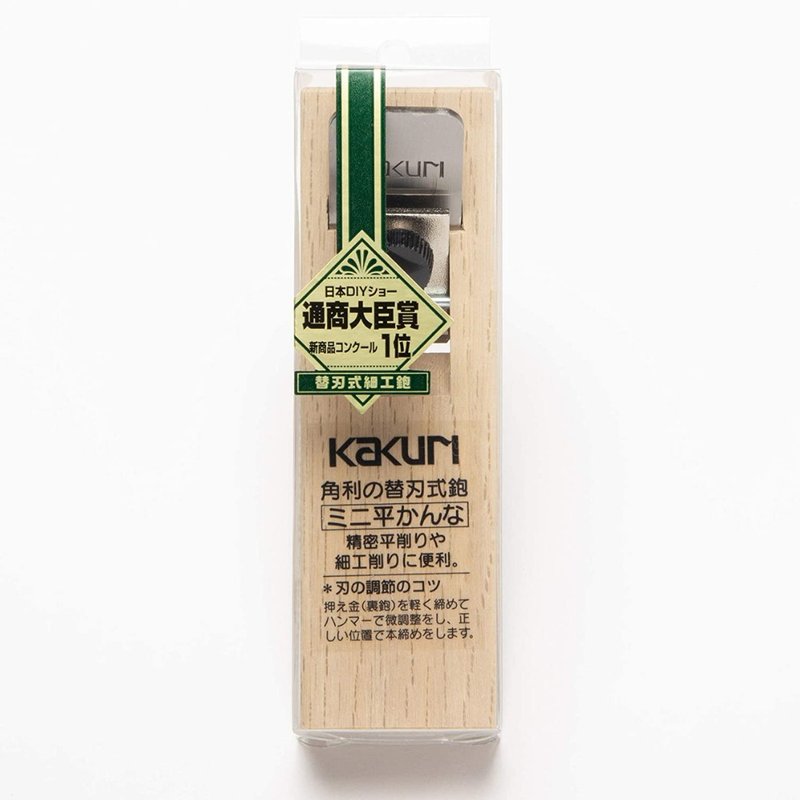 KaKURI
日本DIYショー
通商大臣賞
新商品コンクール 1位
替刃式細工鉋
KaKURI
角利の替刃式鉋
ミニ平かんな
精密平削りや
細工削りに便利。
＊刃の調節のコツ
押え金(裏鉋)を軽く締めて
ハンマーで微調整をし、正
しい位置で本締めをします。